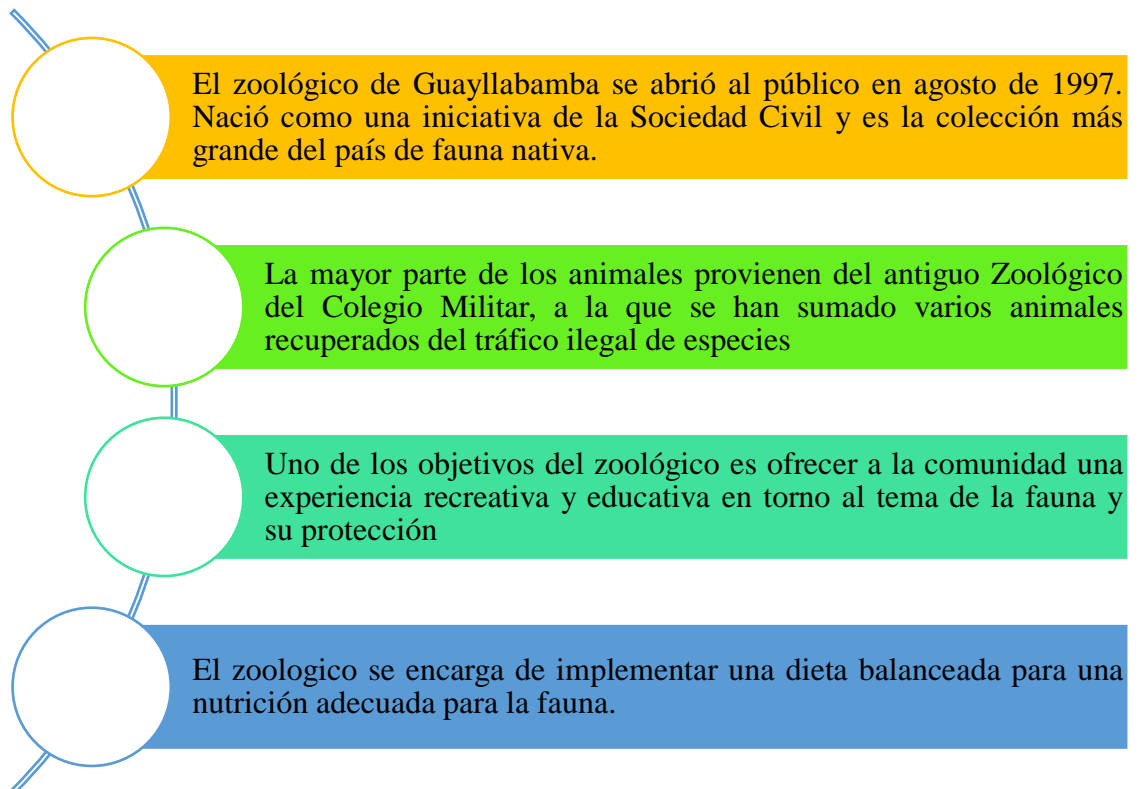 El zoológico de Guayllabamba se abrió al público en agosto de 1997.
Nació como una iniciativa de la Sociedad Civil y es la colección más
grande del país de fauna nativa.
La mayor parte de los animales provienen del antiguo Zoológico
del Colegio Militar, a la que se han sumado varios animales
recuperados del tráfico ilegal de especies
Uno de los objetivos del zoológico es ofrecer a la comunidad una
experiencia recreativa y educativa en torno al tema de la fauna y
su protección
El zoologico se encarga de implementar una dieta balanceada para una
nutrición adecuada para la fauna.